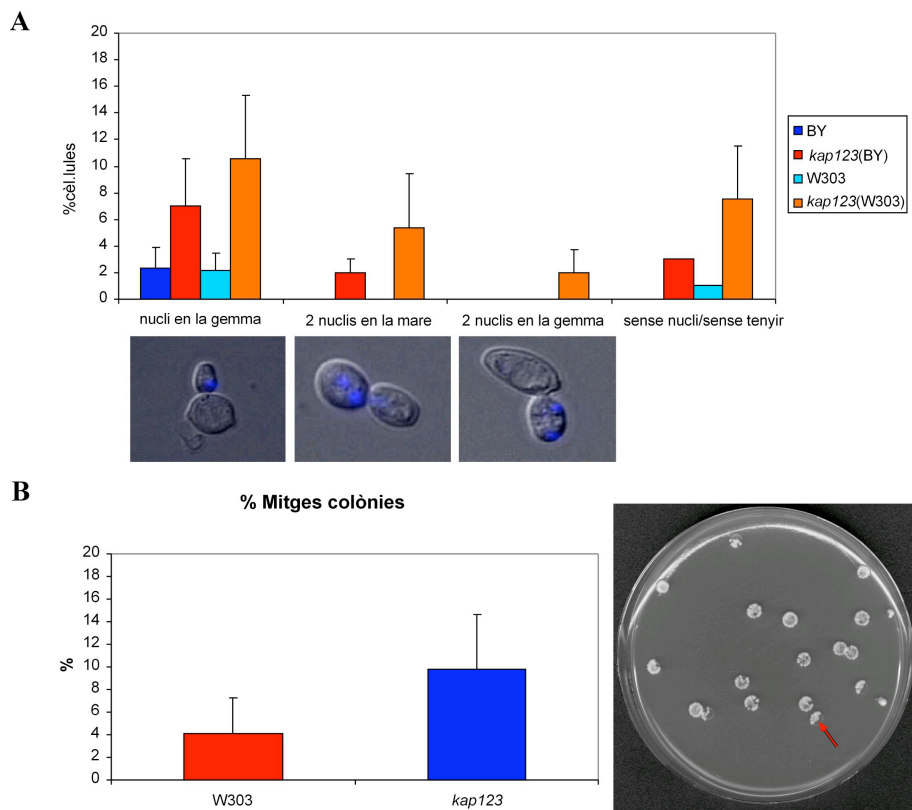 A
20
18
16
14
12
10
8
6
4
2
0
%cèl.lules
nucli en la gemma
2 nuclis en la mare
2 nuclis en la gemma
sense nucli/sense tenyir
BY
kap123(BY)
W303
kap123(W303)
B
% Mitges colònies
20
18
16
14
12
10
8
6
4
2
0
%
W303
kap123